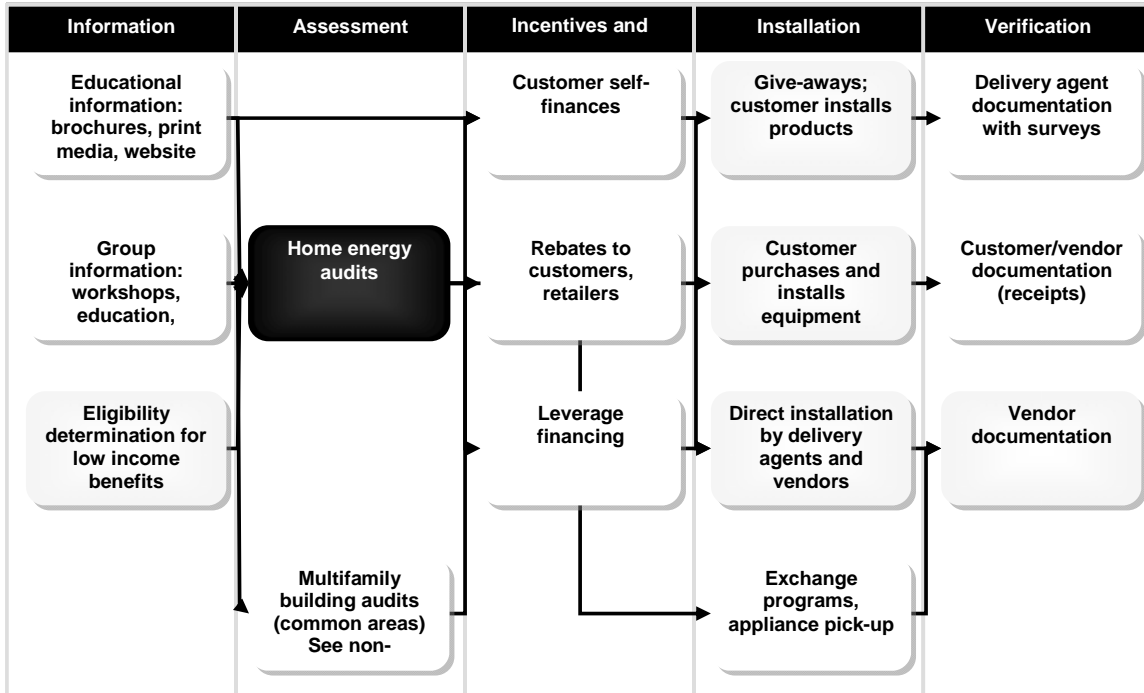 Information
Assessment
Incentives and
Installation
Verification
Educational
information:
brochures, print
media, website
Customer self-
finances
Give-aways;
customer installs
products
Delivery agent
documentation
with surveys
Group
information:
workshops,
education,
Home energy
audits
Rebates to
customers,
retailers
Customer
purchases and
installs
equipment
Customer/vendor
documentation
(receipts)
Eligibility
determination for
low income
benefits
Leverage
financing
Direct installation
by delivery
agents and
vendors
Vendor
documentation
Multifamily
building audits
(common areas)
See non-
Exchange
programs,
appliance pick-up